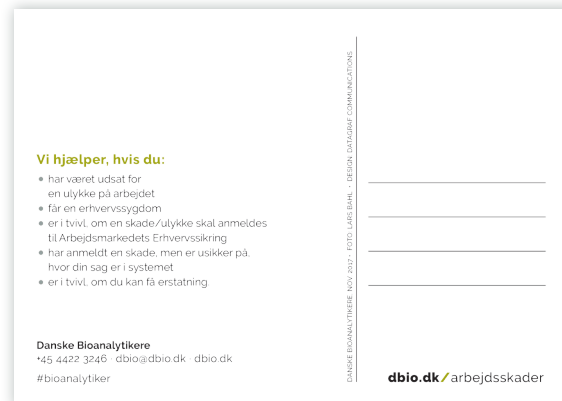 Vi hjælper, hvis du:
• har været udsat for
en ulykke på arbejdet
• får en erhvervssygdom
• er i tvivl, om en skade/ulykke skal anmeldes
til Arbejdsmarkedets Erhvervssikring
• har anmeldt en skade, men er usikker på,
hvor din sag er i systemet
• er i tvivl, om du kan få erstatning.
Danske Bioanalytikere
+45 4422 3246 · dbio@dbio.dk · dbio.dk
#bioanalytiker
DANSKE BIOANALYTIKERE, NOV. 2017 • FOTO: LARS BAHL • DESIGN: DATAGRAF COMMUNICATIONS
dbio.dk/arbejdsskader